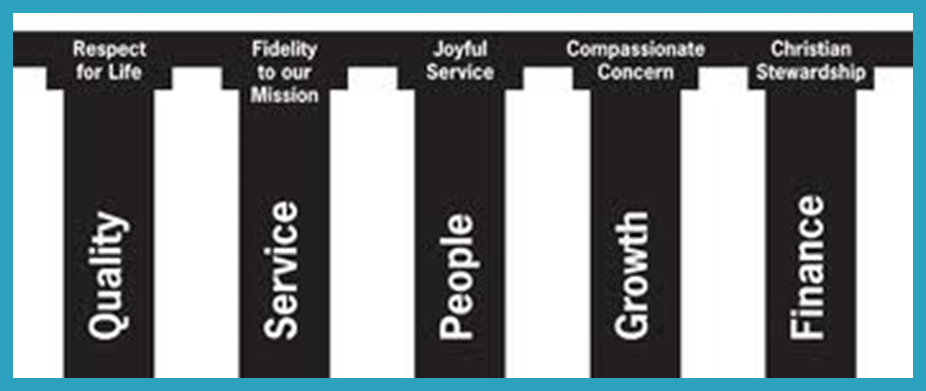 Respect
for Life
Fidelity
to our
Mission
Joyful
Service
Compassionate
Concern
Christian
Stewardship
Quality
Service
People
Growth
Finance